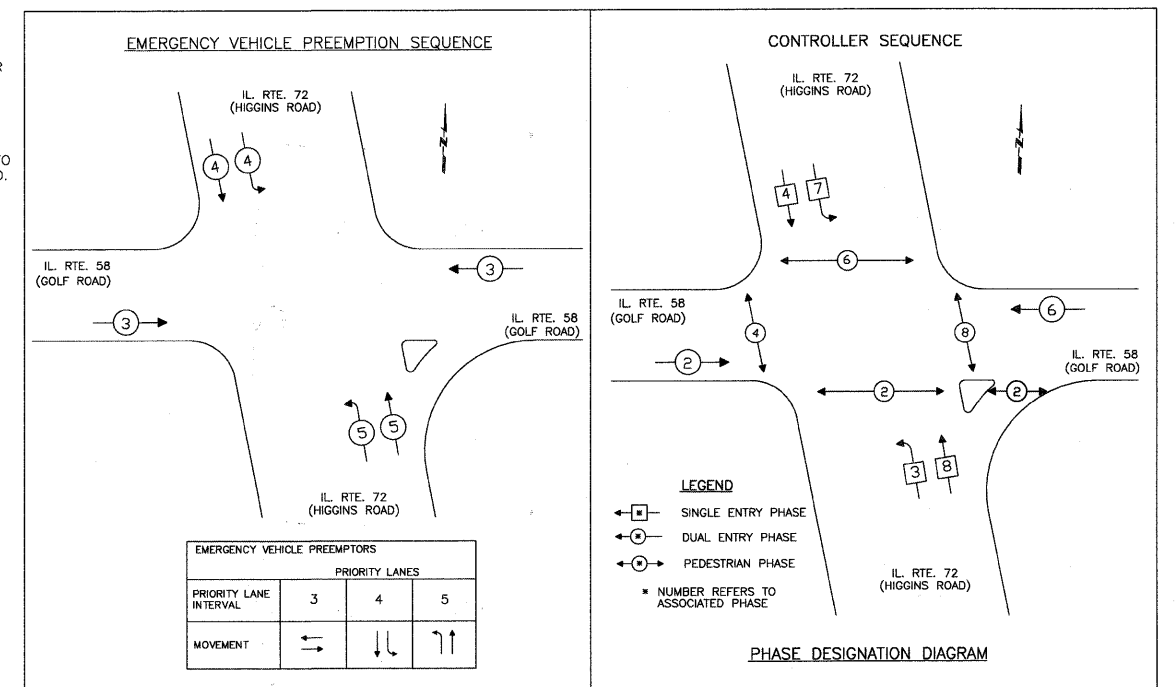 R
TO
D.
EMERGENCY VEHICLE PREEMPTION SEQUENCE
IL. RTE. 72
(HIGGINS ROAD)
N
4
4
IL. RTE. 58
(GOLF ROAD)
3
3
IL. RTE. 58
(GOLF ROAD)
5
5
IL. RTE. 72
(HIGGINS ROAD)
EMERGENCY VEHICLE PREEMPTORS
PRIORITY LANES
PRIORITY LANE
INTERVAL
3
4
5
MOVEMENT
CONTROLLER SEQUENCE
IL. RTE. 72
(HIGGINS ROAD)
N
4
7
6
IL. RTE. 58
(GOLF ROAD)
4
8
6
2
IL. RTE. 58
(GOLF ROAD)
2
2
3
8
LEGEND
* SINGLE ENTRY PHASE
* DUAL ENTRY PHASE
* PEDESTRIAN PHASE
* NUMBER REFERS TO
ASSOCIATED PHASE
IL. RTE. 72
(HIGGINS ROAD)
PHASE DESIGNATION DIAGRAM